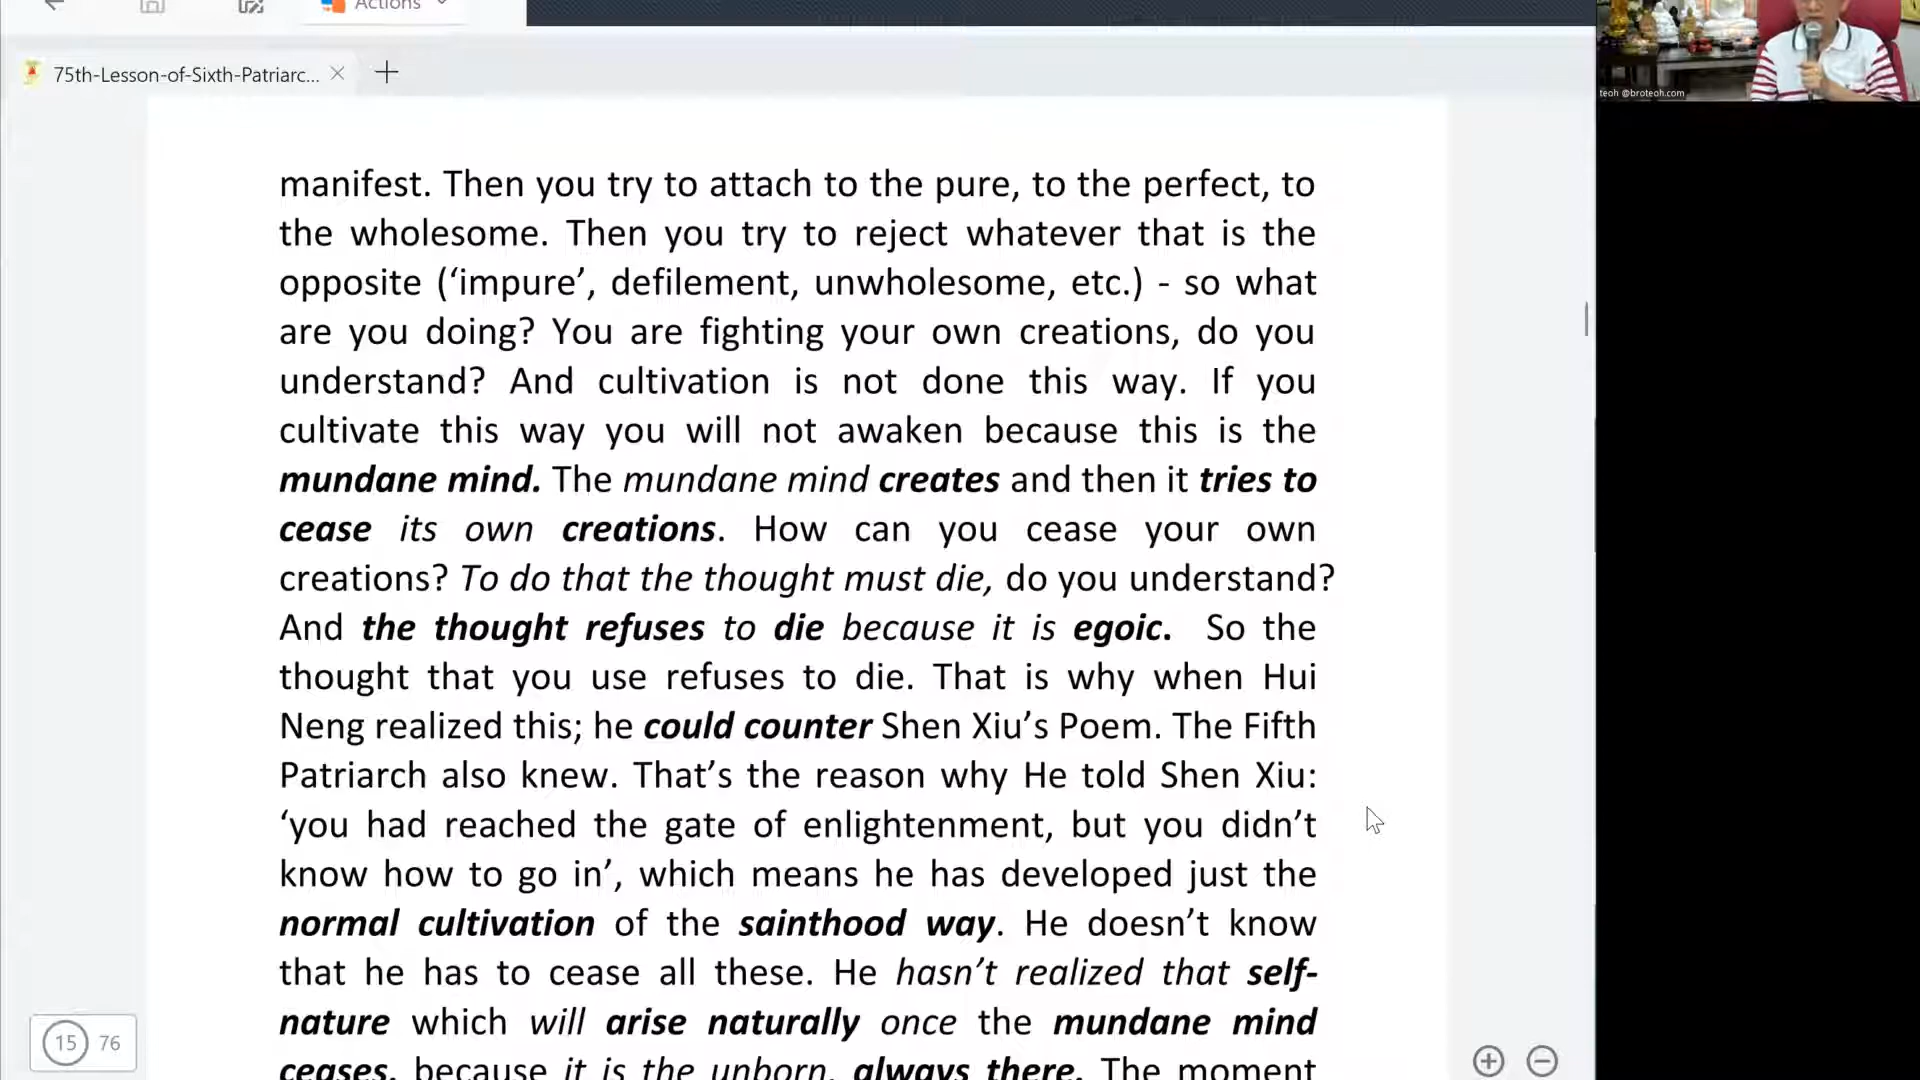 Actions
75th-Lesson-of-Sixth-Patriarc...
teoh @broteoh.com
manifest. Then you try to attach to the pure, to the perfect, to
the wholesome. Then you try to reject whatever that is the
opposite (‘impure’, defilement, unwholesome, etc.) - so what
are you doing? You are fighting your own creations, do you
understand? And cultivation is not done this way. If you
cultivate this way you will not awaken because this is the
mundane mind. The mundane mind creates and then it tries to
cease its own creations. How can you cease your own
creations? To do that the thought must die, do you understand?
And the thought refuses to die because it is egoic. So the
thought that you use refuses to die. That is why when Hui
Neng realized this; he could counter Shen Xiu’s Poem. The Fifth
Patriarch also knew. That’s the reason why He told Shen Xiu:
‘you had reached the gate of enlightenment, but you didn’t
know how to go in’, which means he has developed just the
normal cultivation of the sainthood way. He doesn’t know
that he has to cease all these. He hasn’t realized that self-
nature which will arise naturally once the mundane mind
ceases, because it is the unborn, always there. The moment
15 76